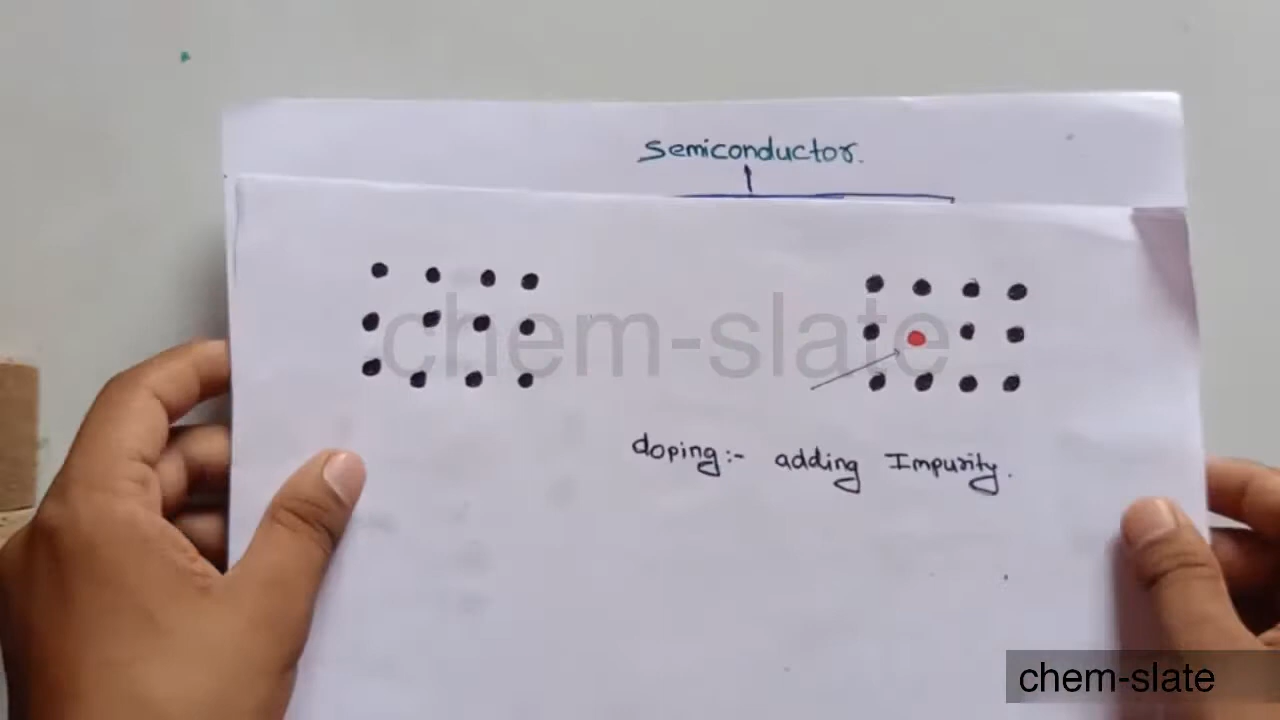 Semiconductor.
chem-slate
doping:- adding Impurity.
chem-slate